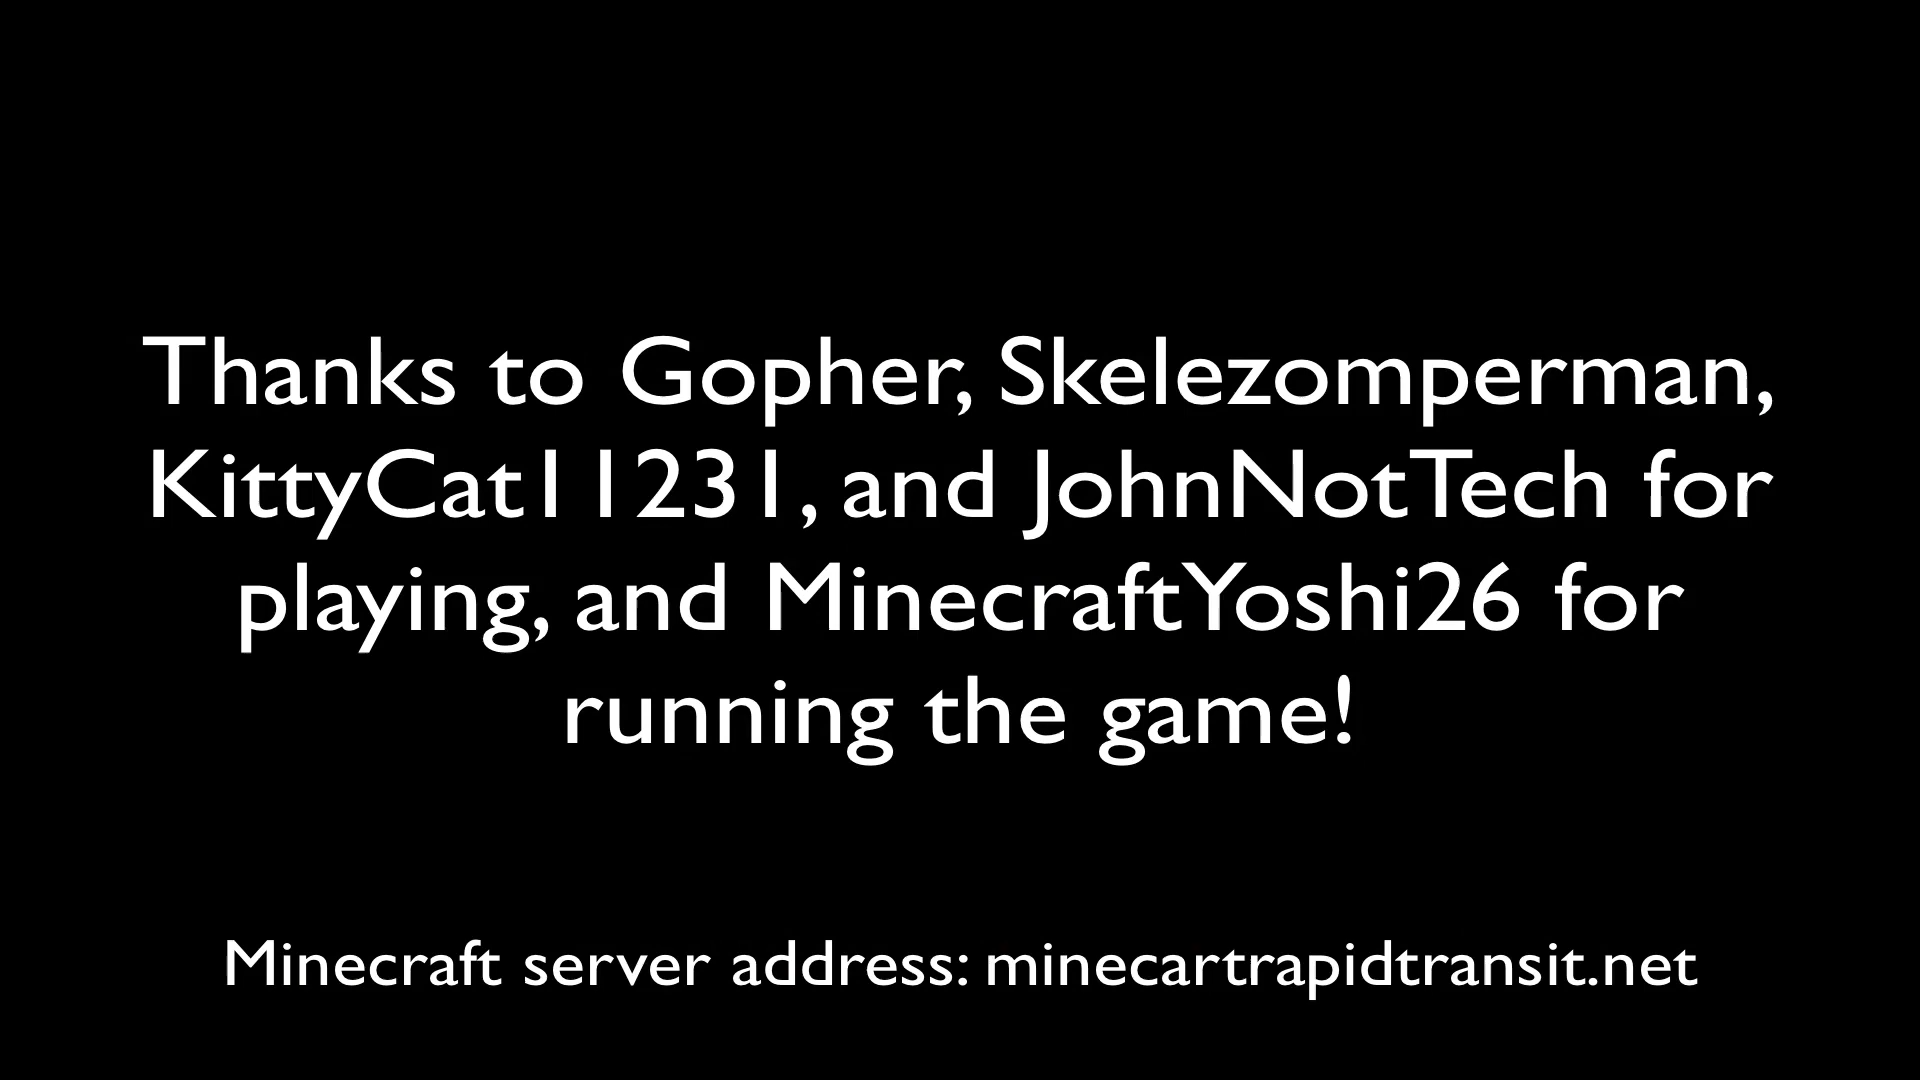 Thanks to Gopher, Skelezomperman,
KittyCat11231, and JohnNotTech for
playing, and MinecraftYoshi26 for
running the game!
Minecraft server address: minecartrapidtransit.net